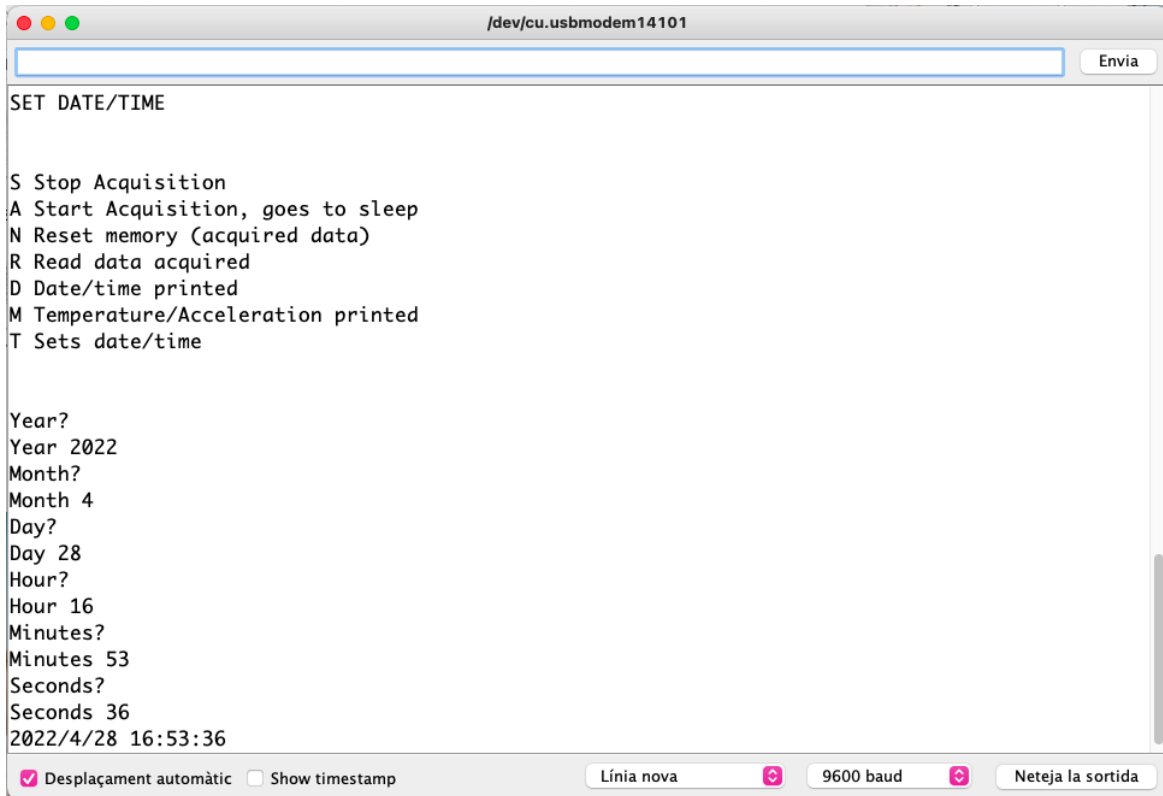 /dev/cu.usbmodem14101
Envia
SET DATE/TIME
S Stop Acquisition
A Start Acquisition, goes to sleep
N Reset memory (acquired data)
R Read data acquired
D Date/time printed
M Temperature/Acceleration printed
T Sets date/time
Year?
Year 2022
Month?
Month 4
Day?
Day 28
Hour?
Hour 16
Minutes?
Minutes 53
Seconds?
Seconds 36
2022/4/28 16:53:36
Desplaçament automàtic Show timestamp Línia nova 9600 baud Neteja la sortida